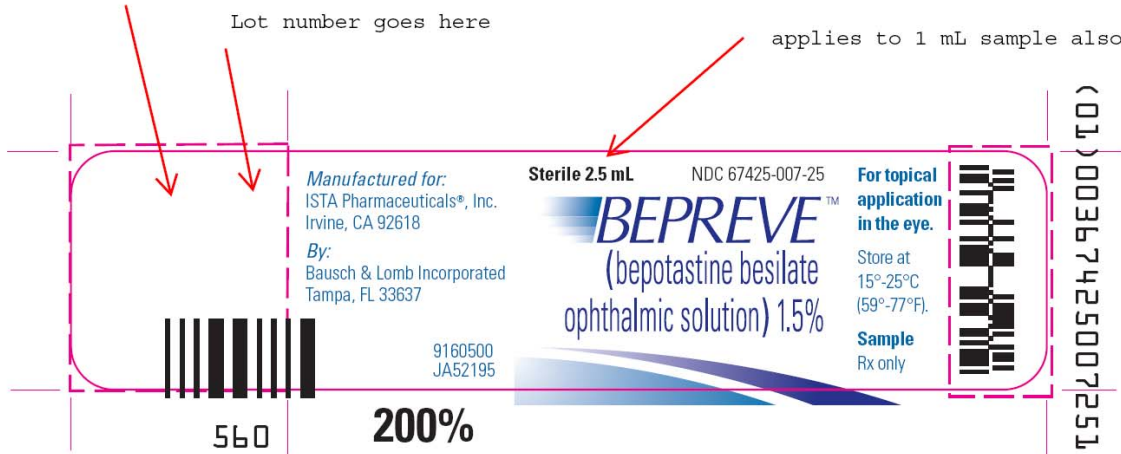 Lot number goes here
applies to 1 mL sample also
Manufactured for:
ISTA Pharmaceuticals®, Inc.
Irvine, CA 92618
By:
Bausch & Lomb Incorporated
Tampa, FL 33637
9160500
JA52195
Sterile 2.5 mL
NDC 67425-007-25
BEPREVE™
(bepotastine besilate
ophthalmic solution) 1.5%
For topical
application
in the eye.
Store at
15°-25°C
(59°-77°F).
Sample
Rx only
(01)00367425007251
560
200%